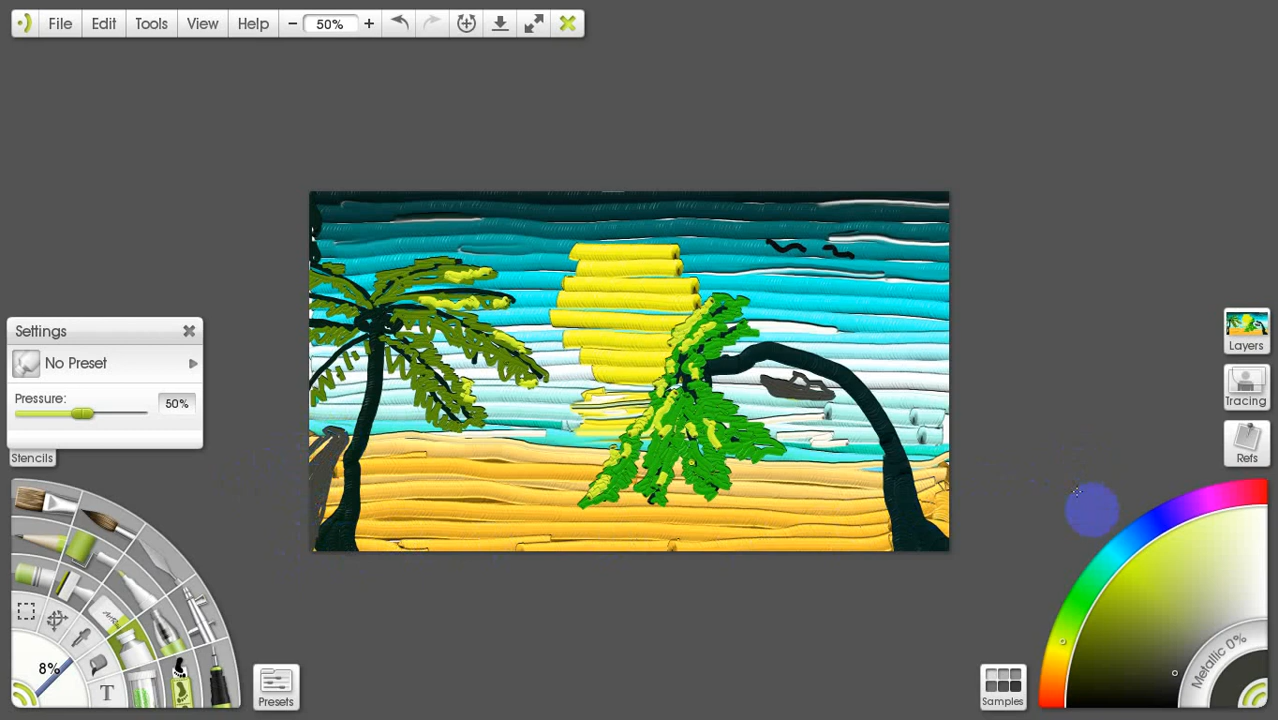 File Edit Tools View Help − 50% +
Settings
No Preset
Pressure:
50%
Stencils
Layers
Tracing
Refs
8%
T
Presets
Samples
Metallic 0%